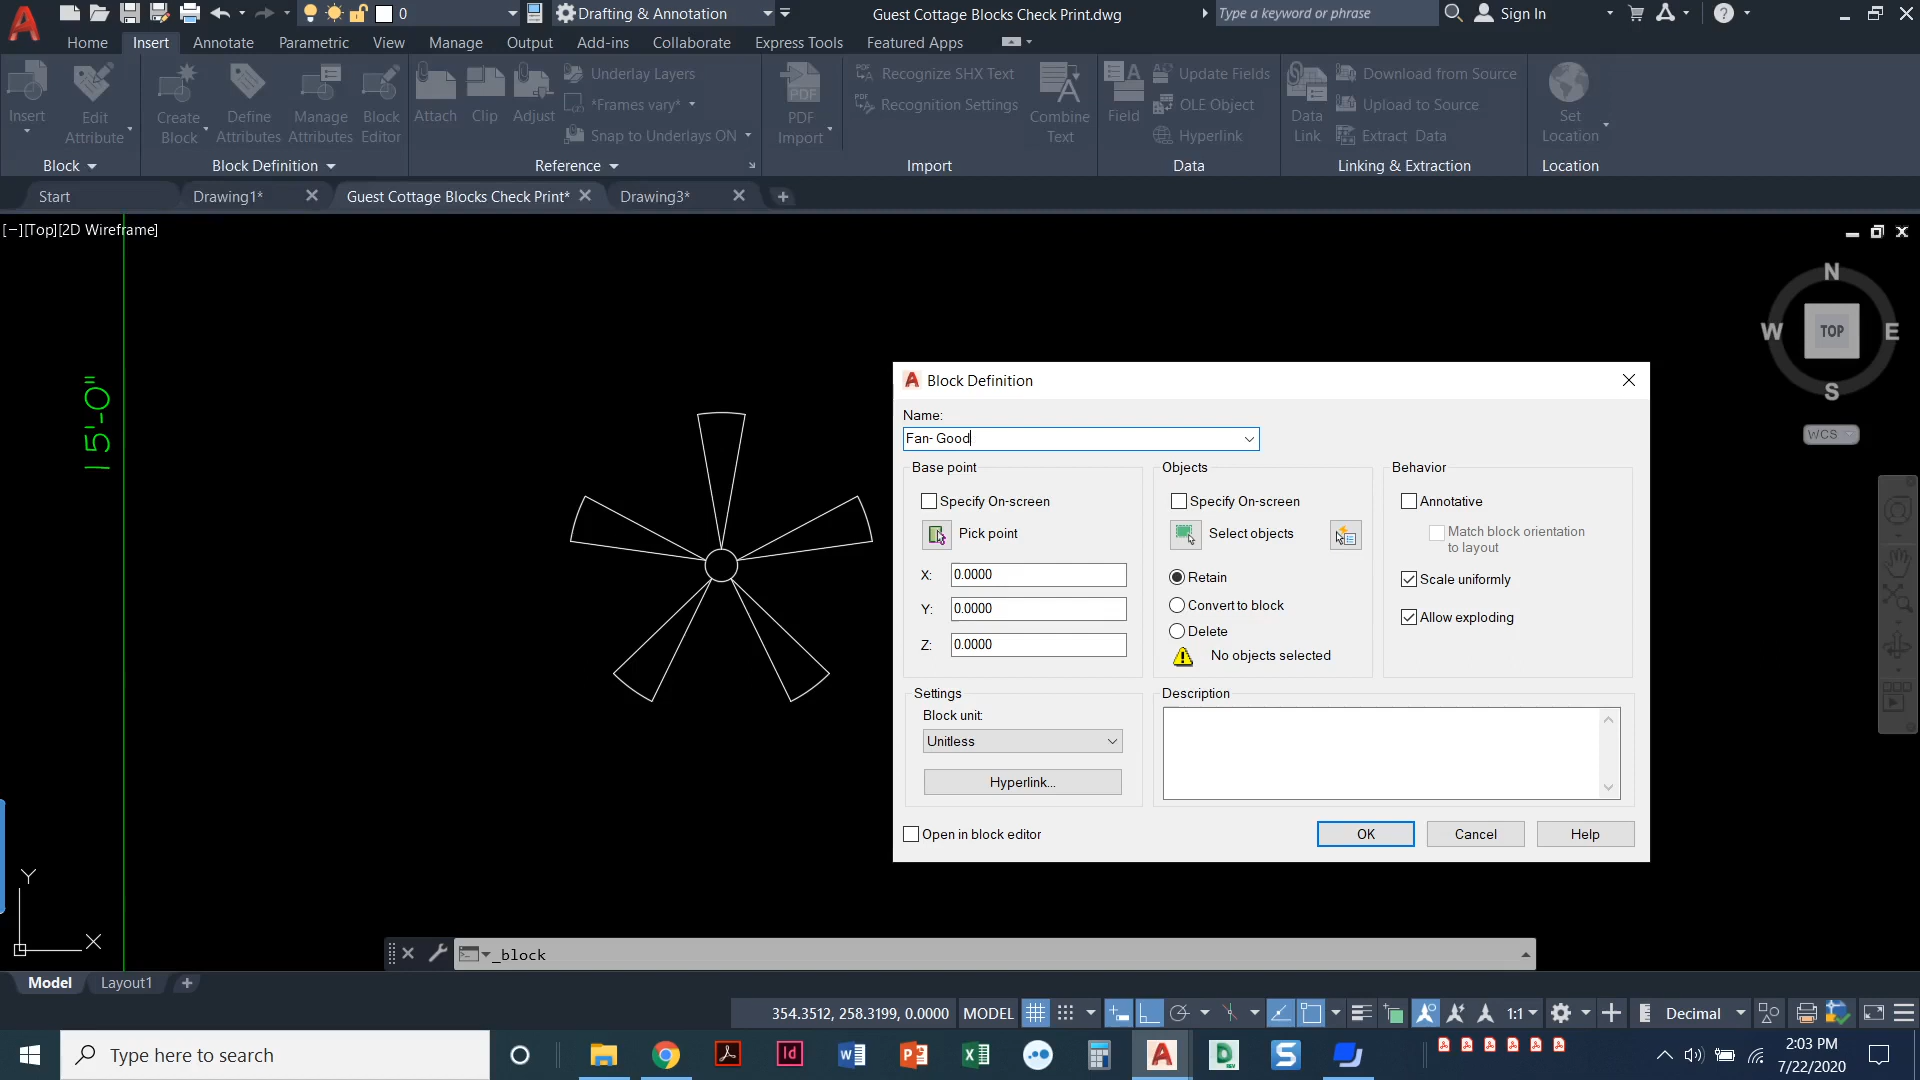 0
Drafting & Annotation
Guest Cottage Blocks Check Print.dwg
Type a keyword or phrase
Sign In
Home Insert Annotate Parametric View Manage Output Add-ins Collaborate Express Tools Featured Apps
Insert
Edit
Attribute
Create
Block
Define
Attributes
Manage
Attributes
Block
Editor
Attach
Clip
Adjust
Underlay Layers
*Frames vary*
Snap to Underlays ON
PDF
Import
Recognize SHX Text
Recognition Settings
Combine
Text
Field
Update Fields
OLE Object
Hyperlink
Data
Link
Download from Source
Upload to Source
Extract Data
Set
Location
Block
Block Definition
Reference
Import
Data
Linking & Extraction
Location
Start
Drawing1*
Guest Cottage Blocks Check Print*
Drawing3*
[−][Top][2D Wireframe]
15'-0"
N
W
TOP
E
S
WCS
Block Definition
Name:
Fan- Good
Base point
Specify On-screen
Pick point
X: 0.0000
Y: 0.0000
Z: 0.0000
Objects
Specify On-screen
Select objects
Retain
Convert to block
Delete
No objects selected
Behavior
Annotative
Match block orientation
to layout
Scale uniformly
Allow exploding
Settings
Block unit:
Unitless
Hyperlink...
Description
Open in block editor
OK
Cancel
Help
Y
X
_block
Model
Layout1
354.3512, 258.3199, 0.0000
MODEL
1:1
Decimal
Type here to search
2:03 PM
7/22/2020